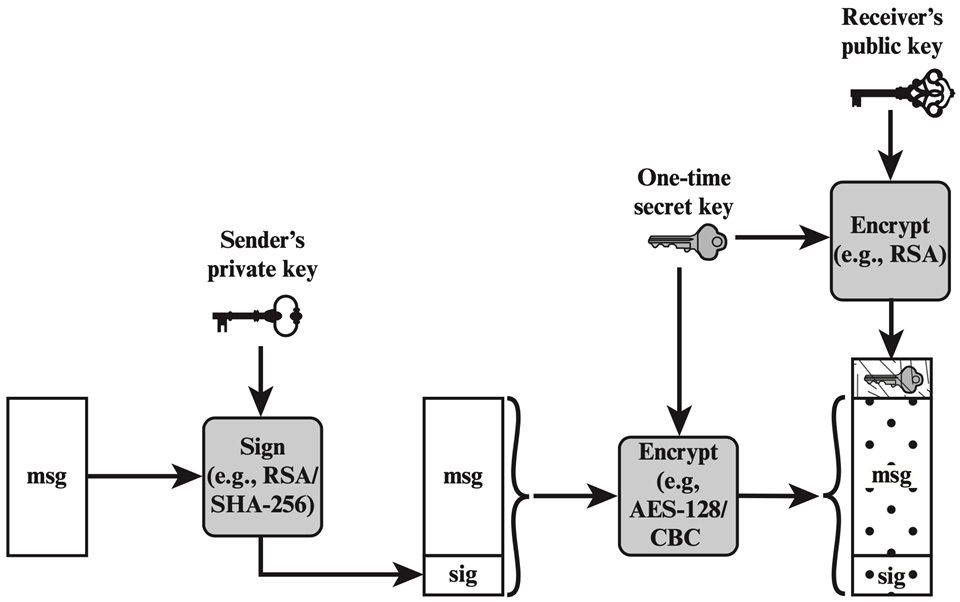 Receiver's
public key
One-time
secret key
Encrypt
(e.g., RSA)
Sender's
private key
msg
Sign
(e.g., RSA/
SHA-256)
msg
sig
Encrypt
(e.g,
AES-128/
CBC
msg
sig